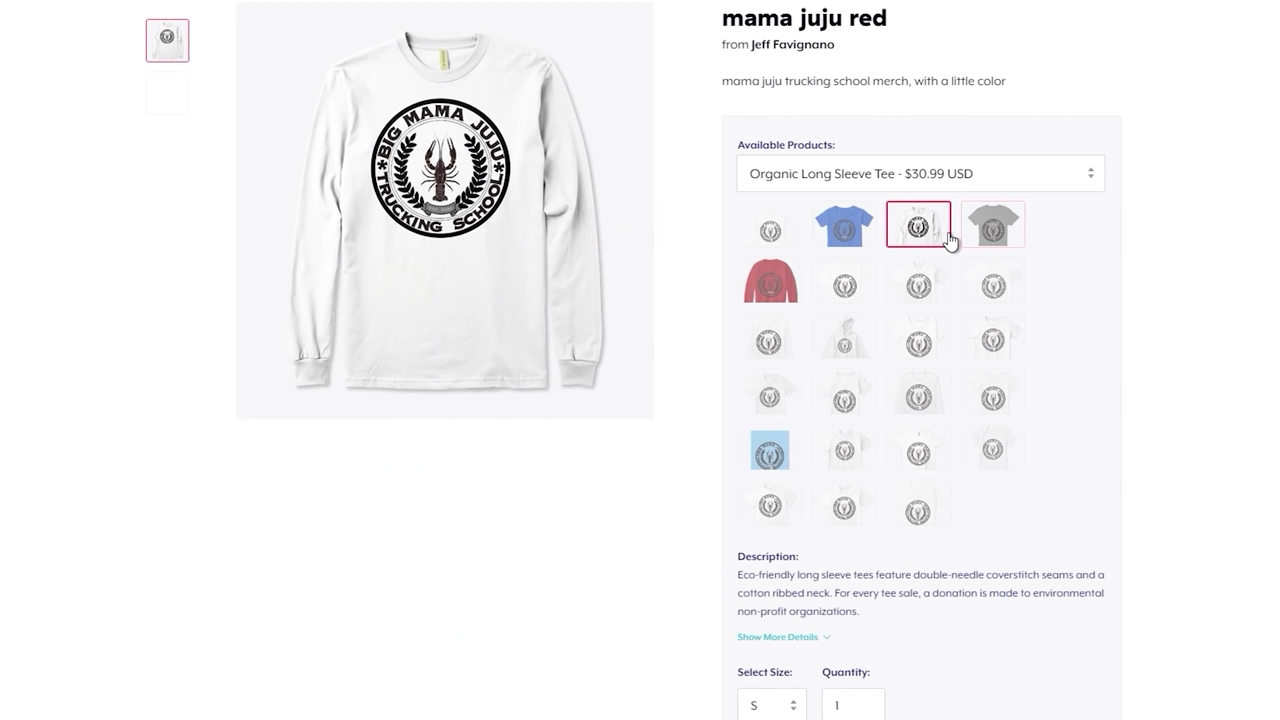 mama juju red
from Jeff Favignano
mama juju trucking school merch, with a little color
BIG MAMA JUJU
TRUCKING SCHOOL
Available Products:
Organic Long Sleeve Tee - $30.99 USD
Description:
Eco-friendly long sleeve tees feature double-needle coverstitch seams and a
cotton ribbed neck. For every tee sale, a donation is made to environmental
non-profit organizations.
Show More Details
Select Size:
Quantity:
S
1